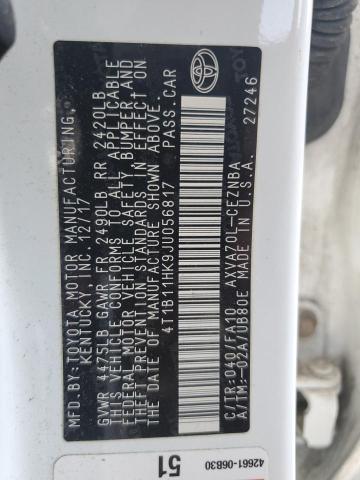 MFD.BY:TOYOTA MOTOR MANUFACTURING
KENTUCKY, INC. 12/17
GVWR 4475LB GAWR FR 2490LB RR 2420LB
THIS VEHICLE CONFORMS TO ALL APPLICABLE
FEDERAL MOTOR VEHICLE SAFETY BUMPER, AND
THEFT PREVENTION STANDARDS IN EFFECT ON
THE DATE OF MANUFACTURE SHOWN ABOVE.
4T1B11HK9JU056817 PASS.CAR
TOYOTA
C/TR:040/FA10 AXVA70L-CEZNBA
A/TM:-02A/UB80E MADE IN U.S.A.
27246
42661-06B30
51